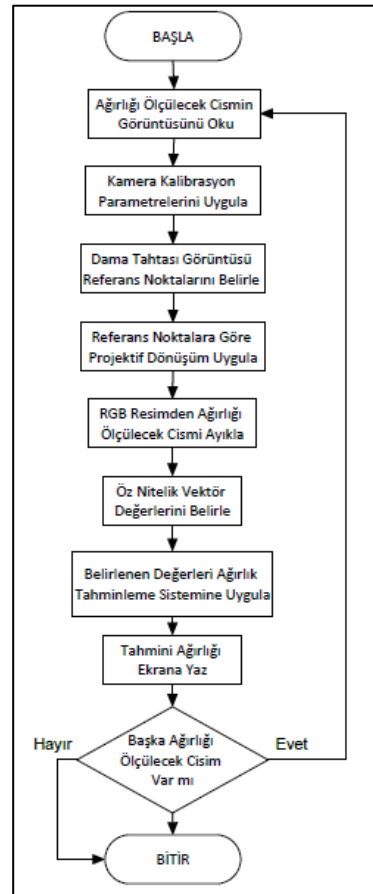 BAŞLA
Ağırlığı Ölçülecek Cismin
Görüntüsünü Oku
Kamera Kalibrasyon
Parametrelerini Uygula
Dama Tahtası Görüntüsü
Referans Noktalarını Belirle
Referans Noktalara Göre
Projektif Dönüşüm Uygula
RGB Resimden Ağırlığı
Ölçülecek Cismi Ayıkla
Öz Nitelik Vektör
Değerlerini Belirle
Belirlenen Değerleri Ağırlık
Tahminleme Sistemine Uygula
Tahmini Ağırlığı
Ekrana Yaz
Hayır
Başka Ağırlığı
Ölçülecek Cisim
Var mı
Evet
BİTİR